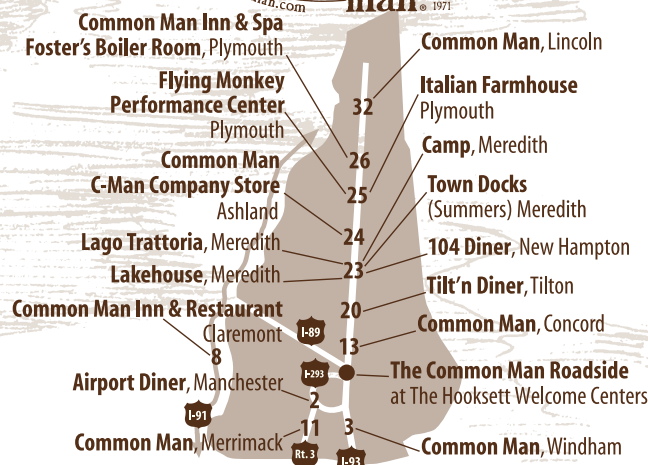 an.com
man® 1971
Common Man Inn & Spa
Foster's Boiler Room, Plymouth
Flying Monkey
Performance Center
Plymouth
Common Man
C-Man Company Store
Ashland
Lago Trattoria, Meredith
Lakehouse, Meredith
Common Man Inn & Restaurant
Claremont
8
Airport Diner, Manchester
Common Man, Merrimack
Common Man, Lincoln
Italian Farmhouse
Plymouth
Camp, Meredith
Town Docks
(Summers) Meredith
104 Diner, New Hampton
Tilt'n Diner, Tilton
Common Man, Concord
The Common Man Roadside
at The Hooksett Welcome Centers
Common Man, Windham
32
26
25
24
23
20
13
I-89
I-293
2
I-91
11
3
Rt. 3
I-93